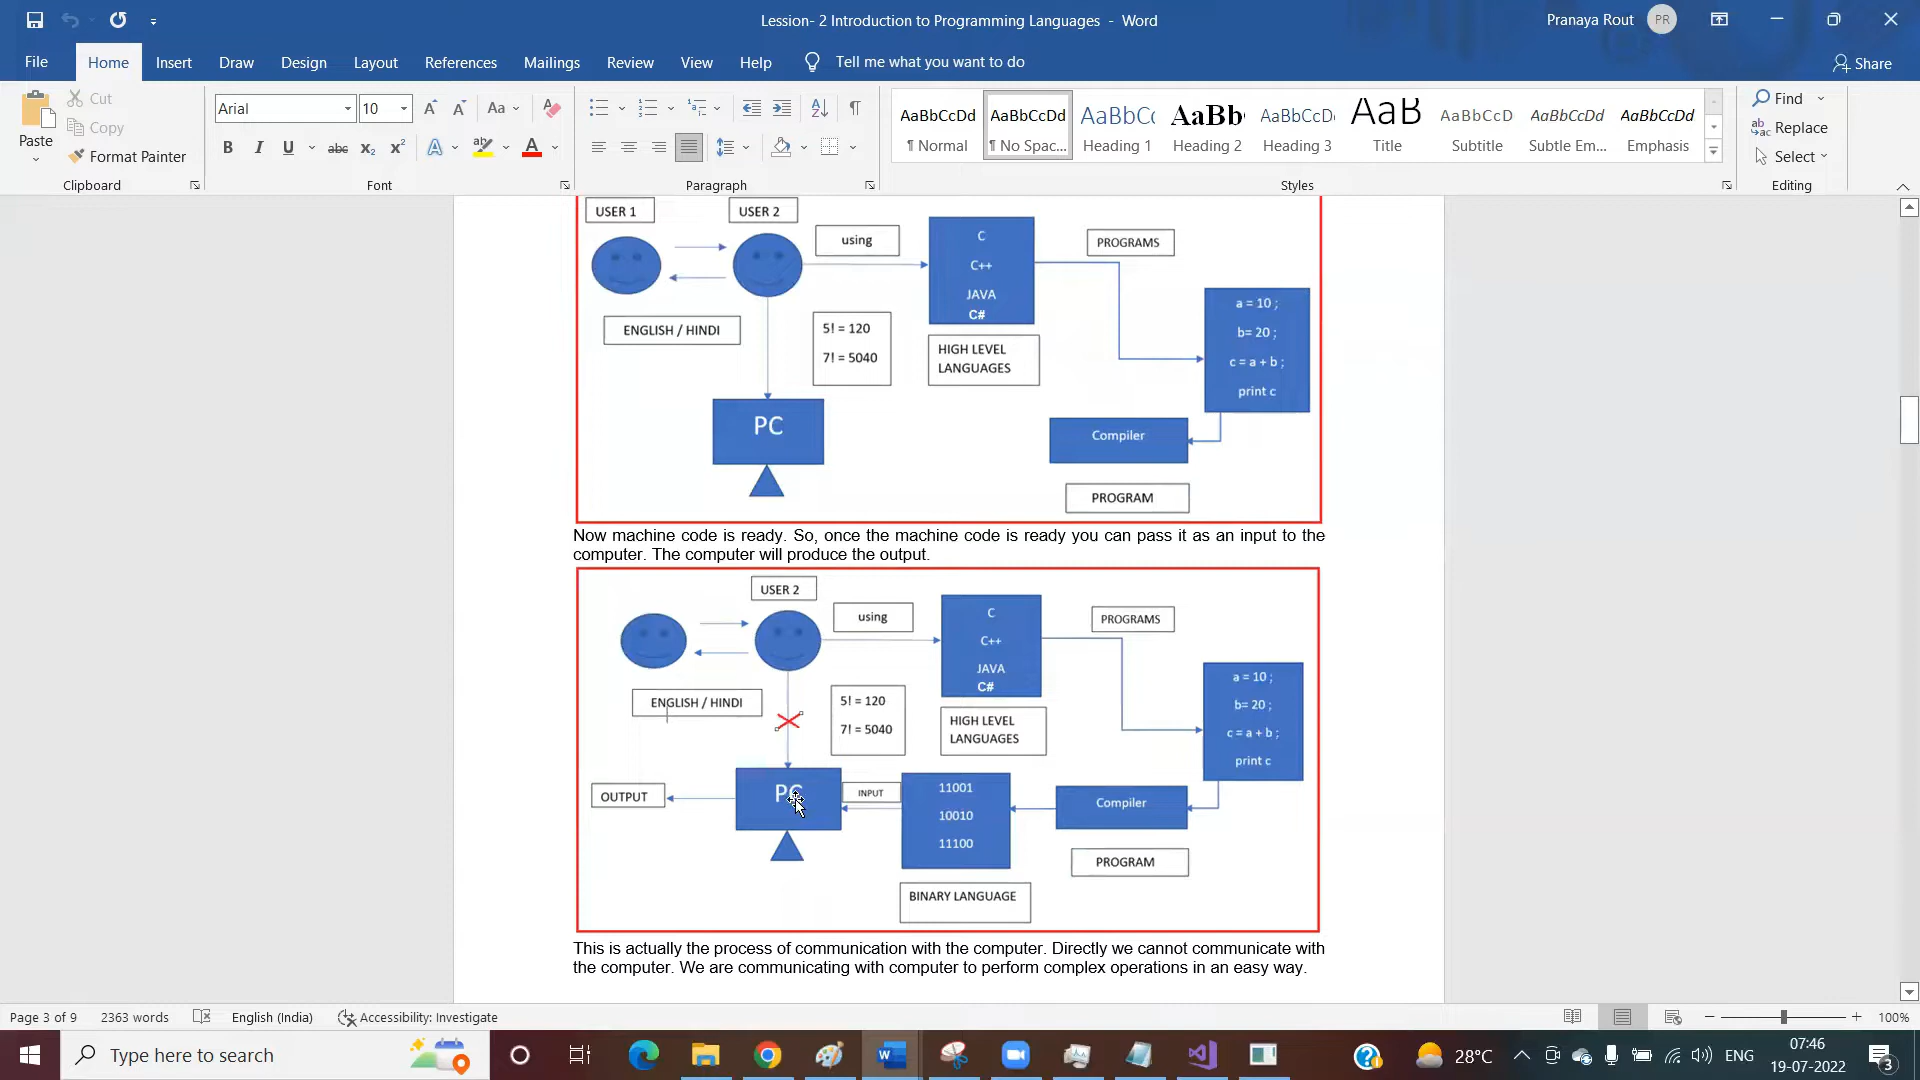 Lession- 2 Introduction to Programming Languages - Word
Pranaya Rout PR
File Home Insert Draw Design Layout References Mailings Review View Help Tell me what you want to do Share
Paste
Cut
Copy
Format Painter
Clipboard
Arial 10
Font
Paragraph
AaBbCcDd AaBbCcDd AaBbCc AaBb AaBbCcDd AaB AaBbCcD AaBbCcDd AaBbCcDd
¶ Normal ¶ No Spac... Heading 1 Heading 2 Heading 3 Title Subtitle Subtle Em... Emphasis
Styles
Find
Replace
Select
Editing
USER 1 USER 2
using
C
C++
JAVA
C#
PROGRAMS
ENGLISH / HINDI
5! = 120
7! = 5040
HIGH LEVEL
LANGUAGES
a = 10 ;
b= 20 ;
c = a + b ;
print c
PC
Compiler
PROGRAM
Now machine code is ready. So, once the machine code is ready you can pass it as an input to the
computer. The computer will produce the output.
USER 2
using
C
C++
JAVA
C#
PROGRAMS
ENGLISH / HINDI
5! = 120
7! = 5040
HIGH LEVEL
LANGUAGES
a = 10 ;
b= 20 ;
c = a + b ;
print c
OUTPUT
PC
INPUT
11001
10010
11100
Compiler
PROGRAM
BINARY LANGUAGE
This is actually the process of communication with the computer. Directly we cannot communicate with
the computer. We are communicating with computer to perform complex operations in an easy way.
Page 3 of 9 2363 words English (India) Accessibility: Investigate 100%
Type here to search
28°C ENG
07:46
19-07-2022
3